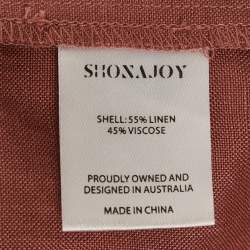 SHONAJOY
SHELL: 55% LINEN
45% VISCOSE
PROUDLY OWNED AND
DESIGNED IN AUSTRALIA
MADE IN CHINA